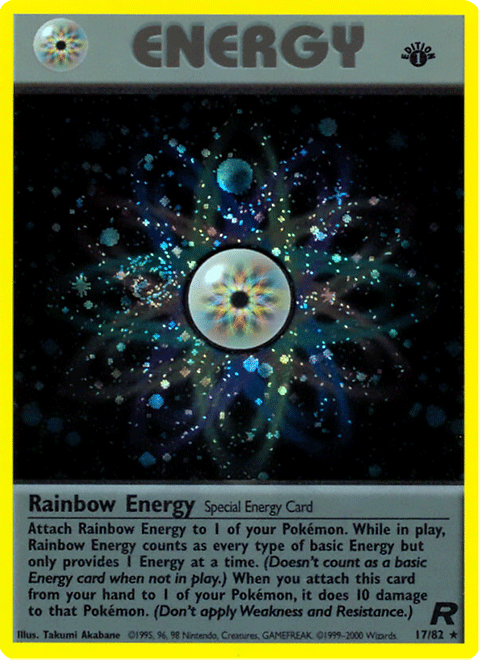 ENERGY
EDITION
1
Rainbow Energy Special Energy Card
Attach Rainbow Energy to 1 of your Pokémon. While in play,
Rainbow Energy counts as every type of basic Energy but
only provides 1 Energy at a time. (Doesn't count as a basic
Energy card when not in play.) When you attach this card
from your hand to 1 of your Pokémon, it does 10 damage
to that Pokémon. (Don't apply Weakness and Resistance.)
R
Illus. Takumi Akabane ©1995, 96, 98 Nintendo, Creatures, GAMEFREAK. ©1999-2000 Wizards. 17/82 ★